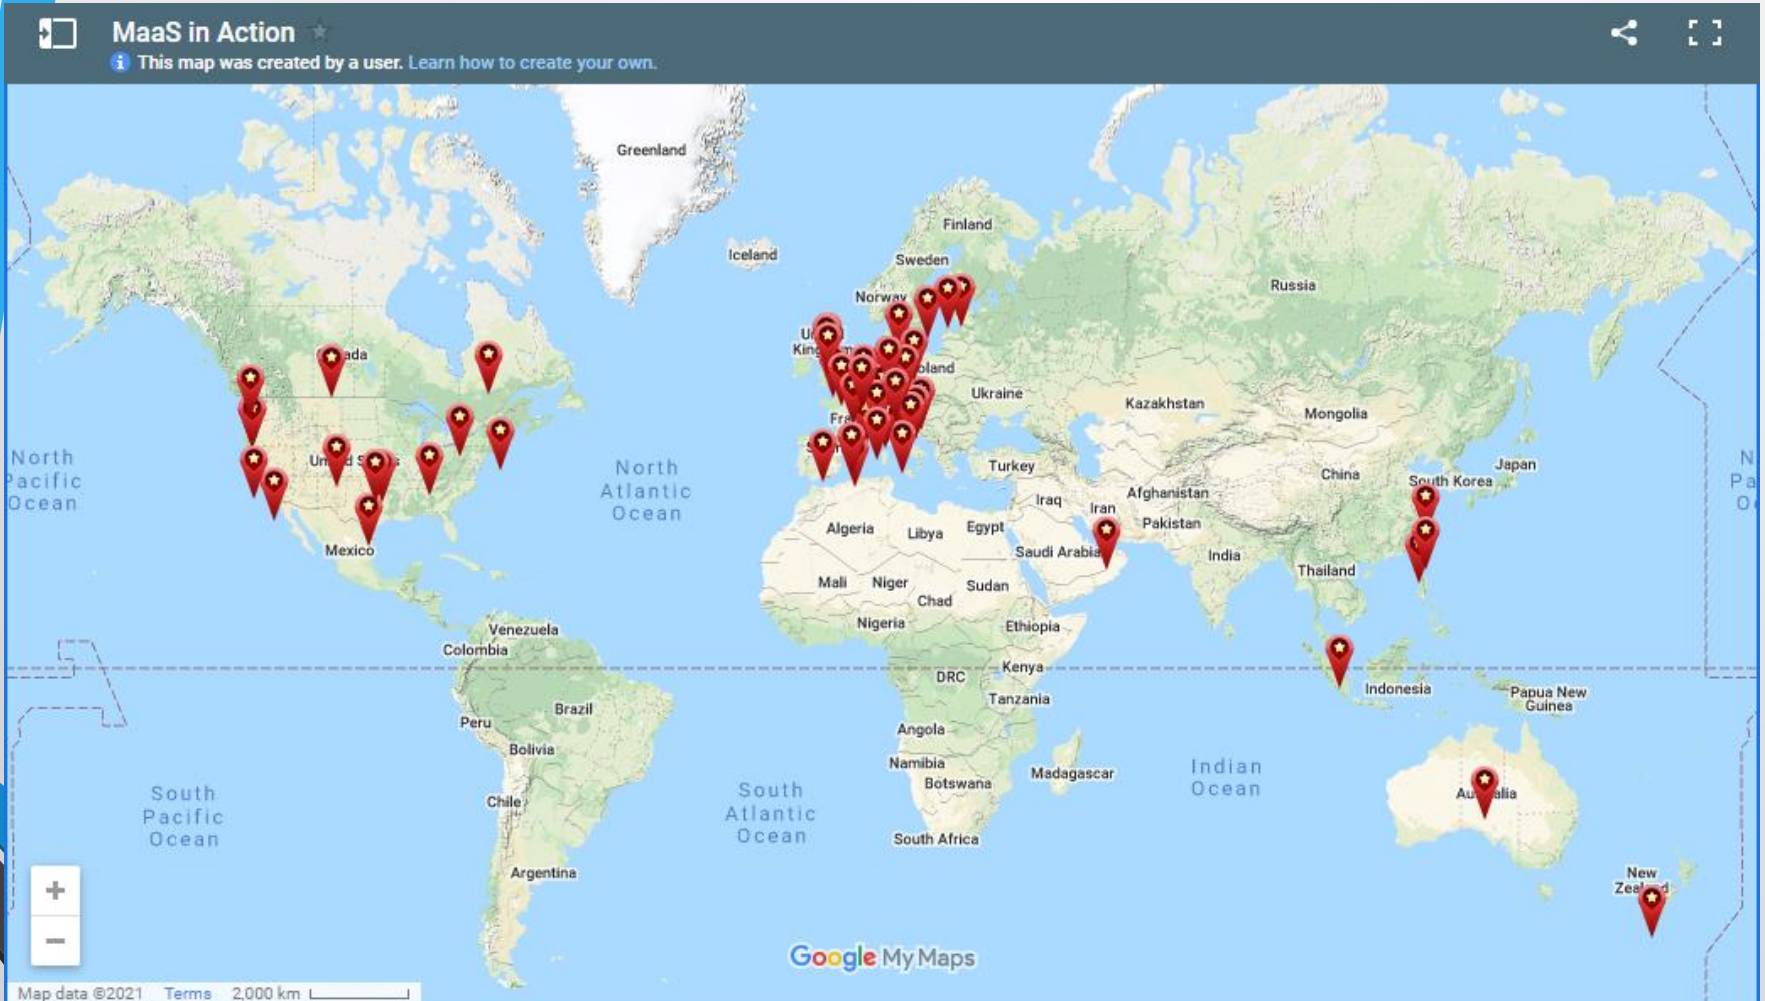 MaaS in Action
This map was created by a user. Learn how to create your own.
Greenland
Finland
Iceland
Sweden
Russia
Norway
Ukraine
Kazakhstan
Mongolia
North
Pacific
Ocean
North
Atlantic
Ocean
Turkey
China
Japan
South Korea
Iraq
Iran
Afghanistan
Pakistan
Algeria
Libya
Egypt
Saudi Arabia
India
Mexico
Thailand
Mali
Niger
Sudan
Chad
Nigeria
Ethiopia
Venezuela
Colombia
Kenya
DRC
Indonesia
Tanzania
Papua New
Guinea
Brazil
Peru
Angola
Bolivia
Namibia
Botswana
Madagascar
Indian
Ocean
South
Pacific
Ocean
Chile
South
Atlantic
Ocean
South Africa
Argentina
New
Google My Maps
Map data ©2021 Terms 2,000 km